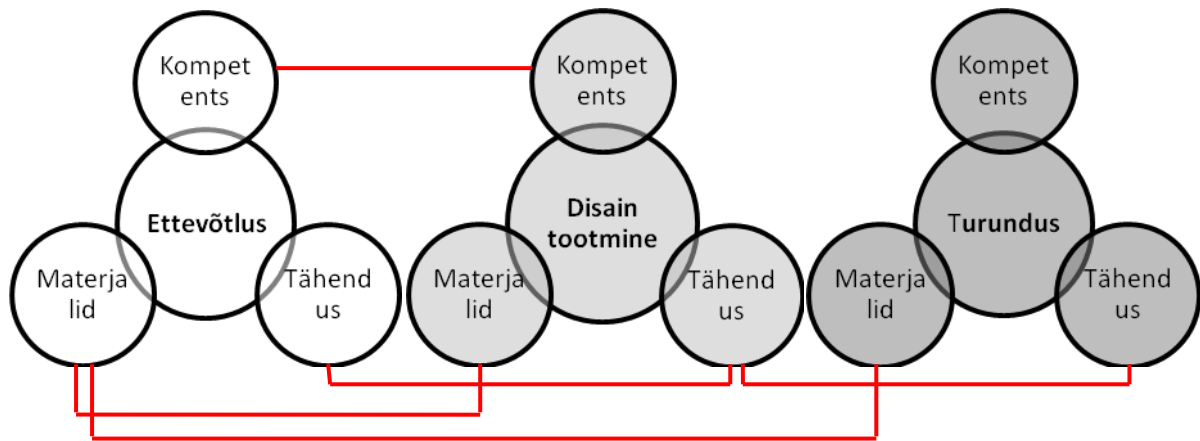 Kompet
ents
Ettevõtlus
Materja
lid
Tähend
us
Kompet
ents
Disain
tootmine
Materja
lid
Tähend
us
Kompet
ents
Turundus
Materja
lid
Tähend
us